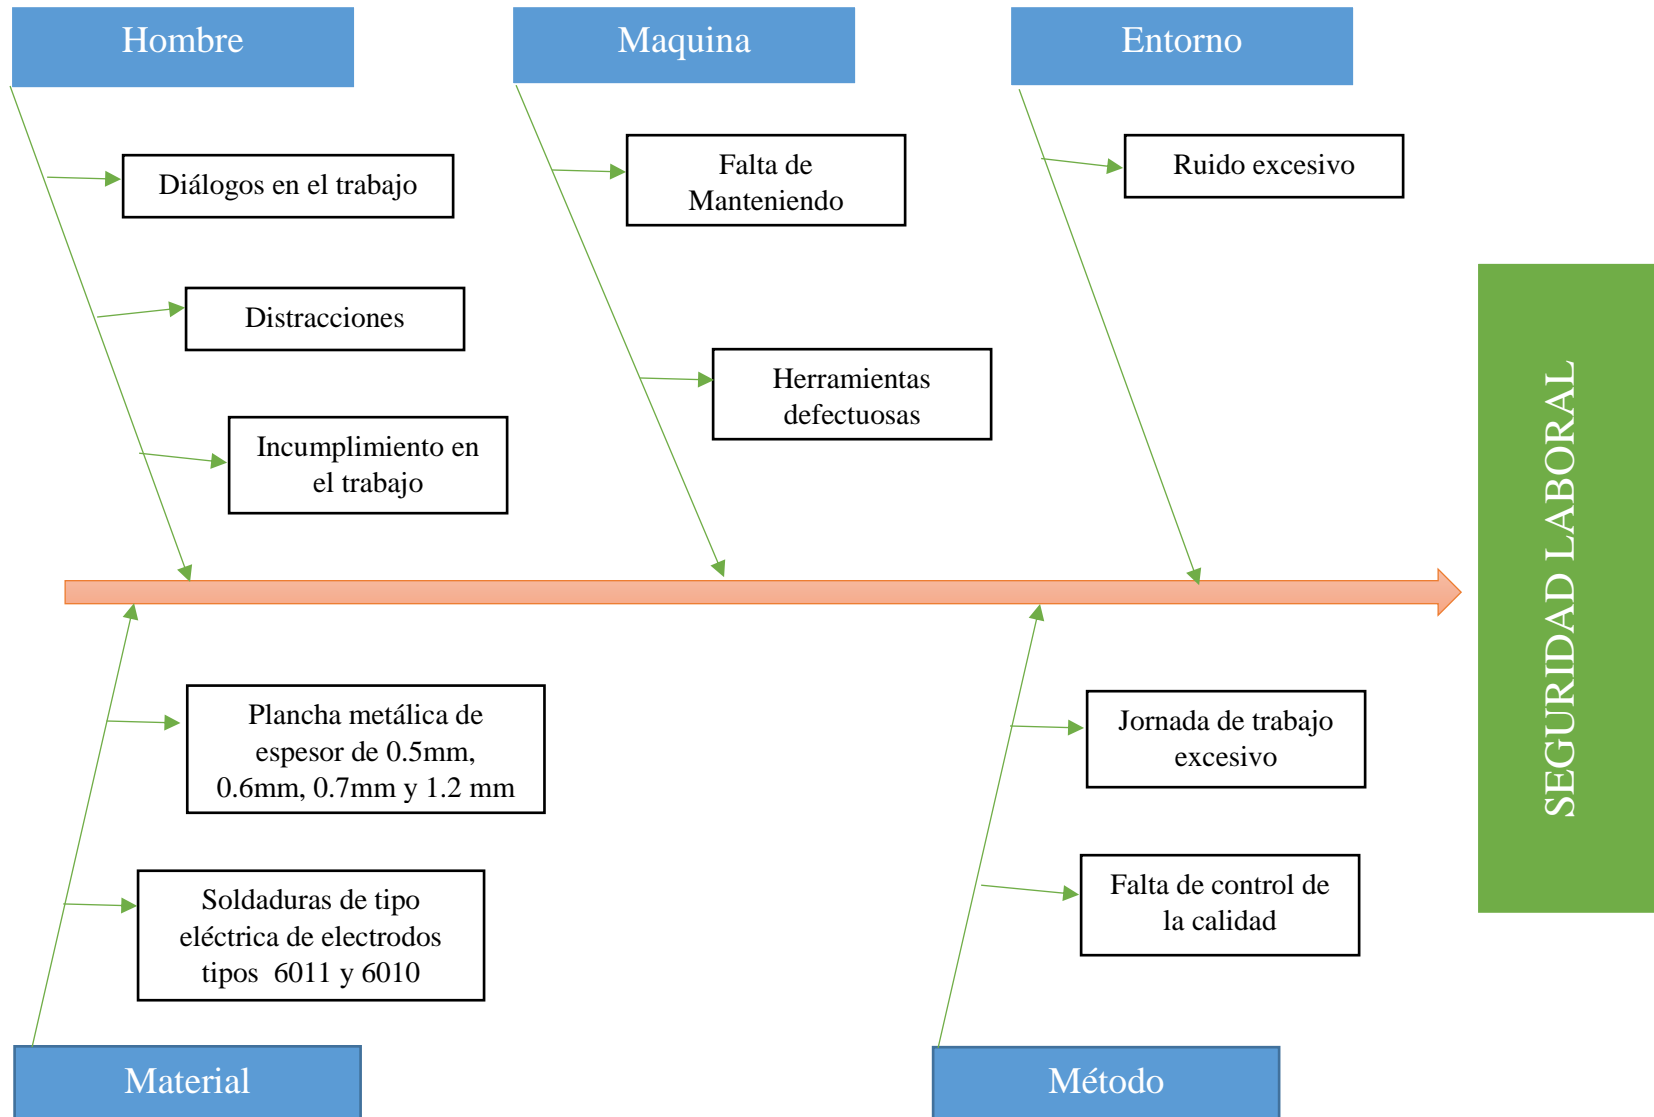 Hombre
Maquina
Entorno
Diálogos en el trabajo
Distracciones
Incumplimiento en
el trabajo
Falta de
Manteniendo
Herramientas
defectuosas
Ruido excesivo
SEGURIDAD LABORAL
Plancha metálica de
espesor de 0.5mm,
0.6mm, 0.7mm y 1.2 mm
Soldaduras de tipo
eléctrica de electrodos
tipos  6011 y 6010
Jornada de trabajo
excesivo
Falta de control de
la calidad
Material
Método